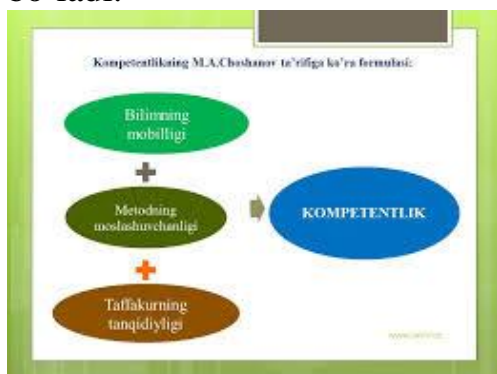 Kompetentlikning M.A.Choshanov ta'rifiga ko'ra formulasi:
Bilimning
mobilligi
Metodning
moslashuvchanligi
KOMPETENTLIK
Taffakurning
tanqidiyligi